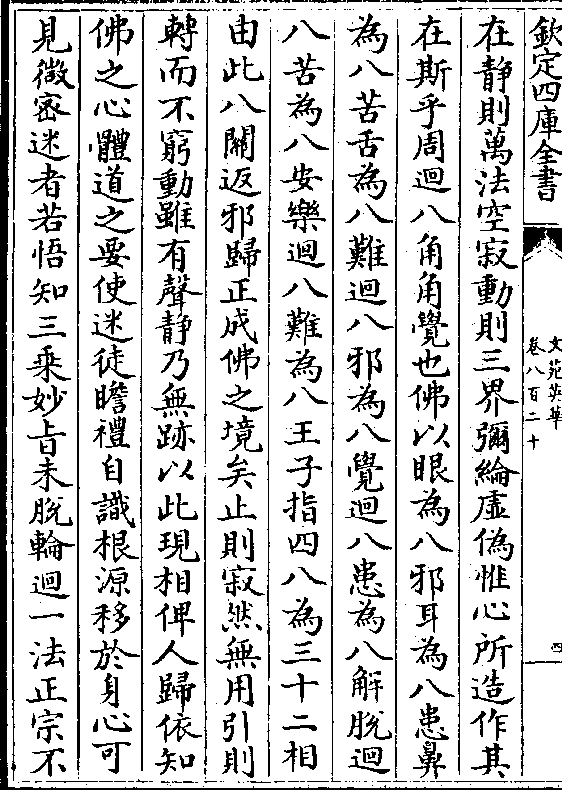 欽定四庫全書
文苑英華
卷八百二十
四
在静則萬法空寂動則三界彌綸虛偽惟心所造作其
在斯乎周迴八角角覺也佛以眼為八邪耳為八患鼻
為八苦舌為八難迴八邪為八覺迴八患為八解脫迴
八苦為八安樂迴八難為八王子指四八為三十二相
由此八關返邪歸正成佛之境矣止則寂然無用引則
轉而不窮動雖有聲静乃無跡以此現相俾人歸依知
佛之心體道之要使迷徒瞻禮自識根源移於身心可
見微密迷者若悟知三乘妙旨未脫輪迴一法正宗不